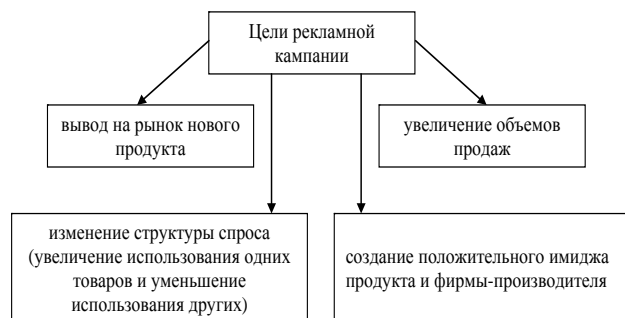 Цели рекламной
кампании
вывод на рынок нового
продукта
увеличение объемов
продаж
изменение структуры спроса
(увеличение использования одних
товаров и уменьшение
использования других)
создание положительного имиджа
продукта и фирмы-производителя